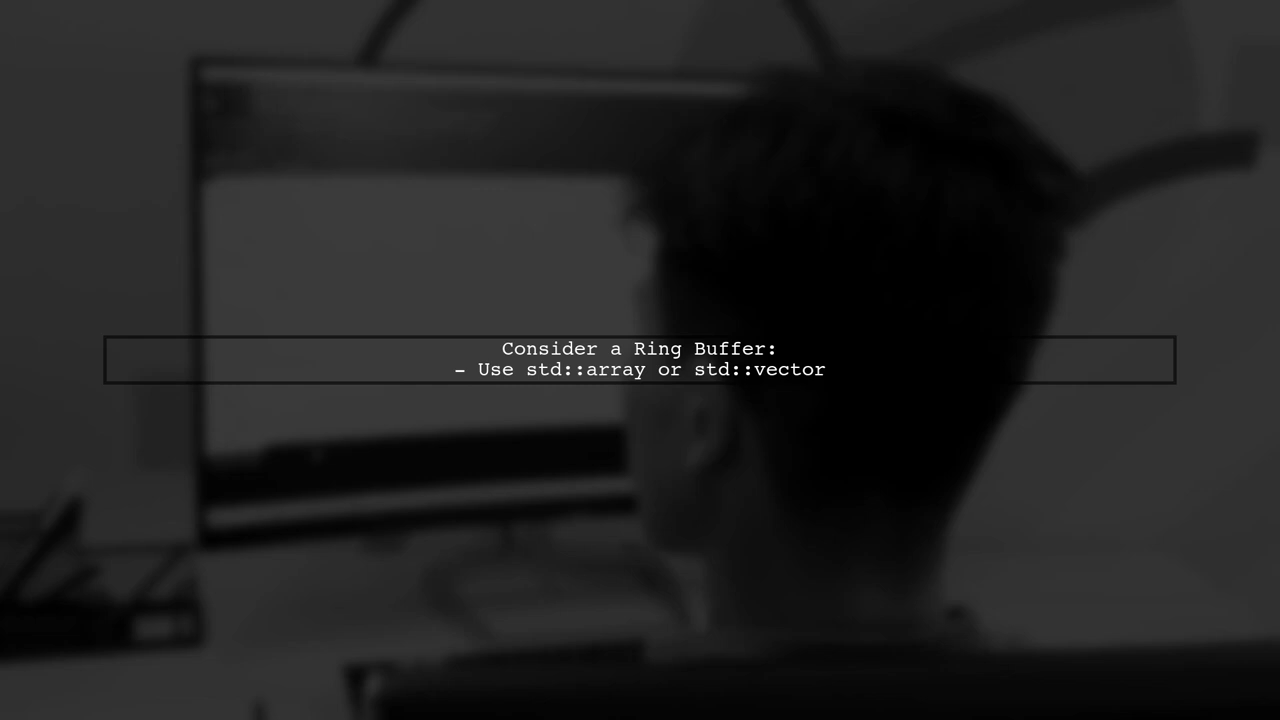 Consider a Ring Buffer:
- Use std::array or std::vector